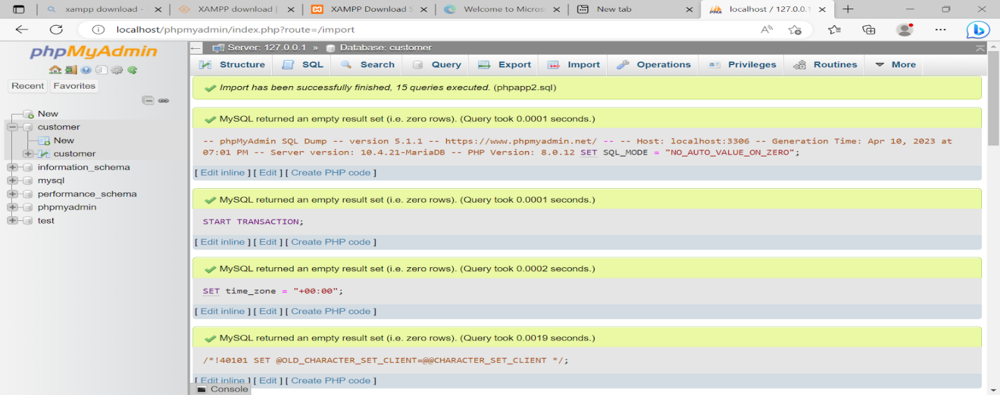 xampp download -
XAMPP download |
XAMPP Download S
Welcome to Micros
New tab
localhost / 127.0.0.1
localhost/phpmyadmin/index.php?route=/import
phpMyAdmin
Recent
Favorites
New
customer
New
customer
information_schema
mysql
performance_schema
phpmyadmin
test
Server: 127.0.0.1 » Database: customer
Structure
SQL
Search
Query
Export
Import
Operations
Privileges
Routines
More
Import has been successfully finished, 15 queries executed. (phpapp2.sql)
MySQL returned an empty result set (i.e. zero rows). (Query took 0.0001 seconds.)
-- phpMyAdmin SQL Dump -- version 5.1.1 -- https://www.phpmyadmin.net/ -- -- Host: localhost:3306 -- Generation Time: Apr 10, 2023 at
07:01 PM -- Server version: 10.4.21-MariaDB -- PHP Version: 8.0.12 SET SQL_MODE = "NO_AUTO_VALUE_ON_ZERO";
[ Edit inline ] [ Edit ] [ Create PHP code ]
MySQL returned an empty result set (i.e. zero rows). (Query took 0.0001 seconds.)
START TRANSACTION;
[ Edit inline ] [ Edit ] [ Create PHP code ]
MySQL returned an empty result set (i.e. zero rows). (Query took 0.0002 seconds.)
SET time_zone = "+00:00";
[ Edit inline ] [ Edit ] [ Create PHP code ]
MySQL returned an empty result set (i.e. zero rows). (Query took 0.0019 seconds.)
/*!40101 SET @OLD_CHARACTER_SET_CLIENT=@@CHARACTER_SET_CLIENT */;
[ Edit inline ] [ Edit ] [ Create PHP code ]
Console